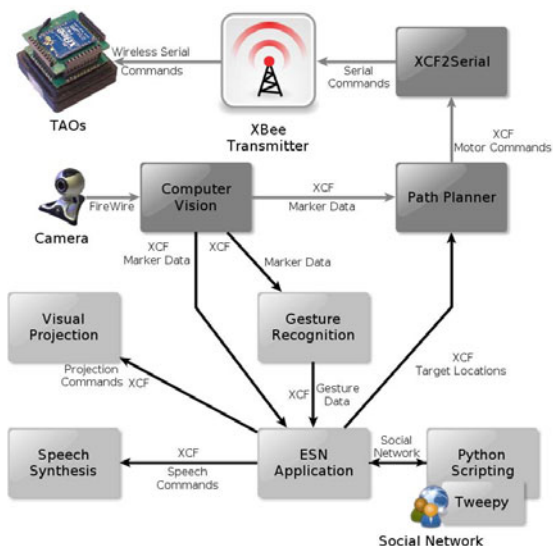 Wireless Serial
Commands
TAOs
XBee
Transmitter
Serial
Commands
XCF2Serial
XCF
Motor Commands
Camera
FireWire
Computer
Vision
XCF
Marker Data
Path Planner
XCF
Marker Data
XCF
Marker Data
Visual
Projection
Gesture
Recognition
Projection
Commands
XCF
XCF
Gesture
Data
XCF
Target Locations
Speech
Synthesis
XCF
Speech
Commands
ESN
Application
Social
Network
Python
Scripting
Tweepy
Social Network